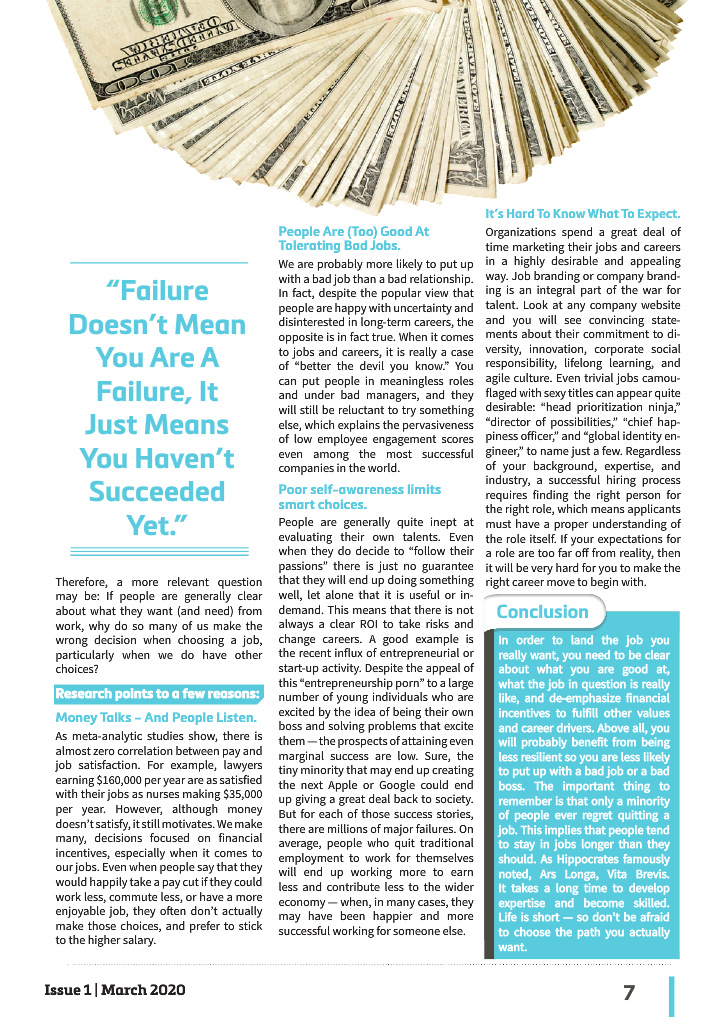 “Failure
Doesn’t Mean
You Are A
Failure, It
Just Means
You Haven’t
Succeeded
Yet.”
Therefore, a more relevant question
may be: If people are generally clear
about what they want (and need) from
work, why do so many of us make the
wrong decision when choosing a job,
particularly when we do have other
choices?
Research points to a few reasons:
Money Talks – And People Listen.
As meta-analytic studies show, there is
almost zero correlation between pay and
job satisfaction. For example, lawyers
earning $160,000 per year are as satisfied
with their jobs as nurses making $35,000
per year. However, although money
doesn’t satisfy, it still motivates. We make
many, decisions focused on financial
incentives, especially when it comes to
our jobs. Even when people say that they
would happily take a pay cut if they could
work less, commute less, or have a more
enjoyable job, they often don’t actually
make those choices, and prefer to stick
to the higher salary.
People Are (Too) Good At
Tolerating Bad Jobs.
We are probably more likely to put up
with a bad job than a bad relationship.
In fact, despite the popular view that
people are happy with uncertainty and
disinterested in long-term careers, the
opposite is in fact true. When it comes
to jobs and careers, it is really a case
of “better the devil you know.” You
can put people in meaningless roles
and under bad managers, and they
will still be reluctant to try something
else, which explains the pervasiveness
of low employee engagement scores
even among the most successful
companies in the world.
Poor self-awareness limits
smart choices.
People are generally quite inept at
evaluating their own talents. Even
when they do decide to “follow their
passions” there is just no guarantee
that they will end up doing something
well, let alone that it is useful or in-
demand. This means that there is not
always a clear ROI to take risks and
change careers. A good example is
the recent influx of entrepreneurial or
start-up activity. Despite the appeal of
this “entrepreneurship porn” to a large
number of young individuals who are
excited by the idea of being their own
boss and solving problems that excite
them — the prospects of attaining even
marginal success are low. Sure, the
tiny minority that may end up creating
the next Apple or Google could end
up giving a great deal back to society.
But for each of those success stories,
there are millions of major failures. On
average, people who quit traditional
employment to work for themselves
will end up working more to earn
less and contribute less to the wider
economy — when, in many cases, they
may have been happier and more
successful working for someone else.
It’s Hard To Know What To Expect.
Organizations spend a great deal of
time marketing their jobs and careers
in a highly desirable and appealing
way. Job branding or company brand-
ing is an integral part of the war for
talent. Look at any company website
and you will see convincing state-
ments about their commitment to di-
versity, innovation, corporate social
responsibility, lifelong learning, and
agile culture. Even trivial jobs camou-
flaged with sexy titles can appear quite
desirable: “head prioritization ninja,”
“director of possibilities,” “chief hap-
piness officer,” and “global identity en-
gineer,” to name just a few. Regardless
of your background, expertise, and
industry, a successful hiring process
requires finding the right person for
the right role, which means applicants
must have a proper understanding of
the role itself. If your expectations for
a role are too far off from reality, then
it will be very hard for you to make the
right career move to begin with.
Conclusion
In order to land the job you
really want, you need to be clear
about what you are good at,
what the job in question is really
like, and de-emphasize financial
incentives to fulfill other values
and career drivers. Above all, you
will probably benefit from being
less resilient so you are less likely
to put up with a bad job or a bad
boss. The important thing to
remember is that only a minority
of people ever regret quitting a
job. This implies that people tend
to stay in jobs longer than they
should. As Hippocrates famously
noted, Ars Longa, Vita Brevis.
It takes a long time to develop
expertise and become skilled.
Life is short — so don’t be afraid
to choose the path you actually
want.
Issue 1 | March 2020
7